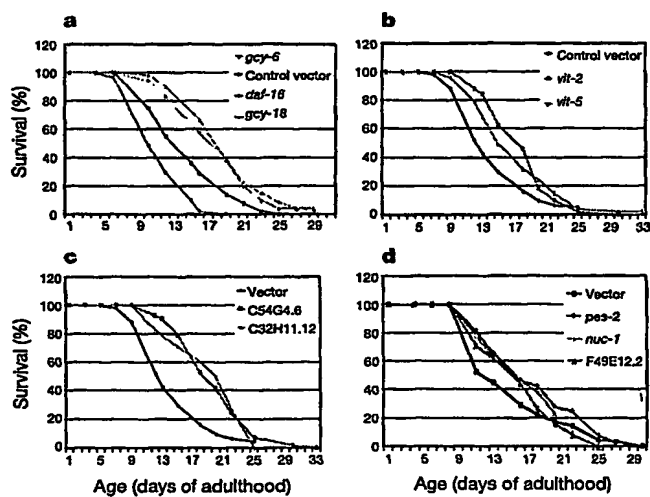 a
Survival (%)
120
100
80
60
40
20
0
1 5 9 13 17 21 25 29
gcy-6
Control vector
daf-16
gcy-18
b
120
100
80
60
40
20
0
1 5 9 13 17 21 25 29 33
Control vector
vit-2
vit-5
c
Survival (%)
120
100
80
60
40
20
0
1 5 9 13 17 21 25 29 33
Age (days of adulthood)
Vector
C54G4.6
C32H11.12
d
120
100
80
60
40
20
0
1 5 9 13 17 21 25 29
Age (days of adulthood)
Vector
pes-2
nuc-1
F49E12.2